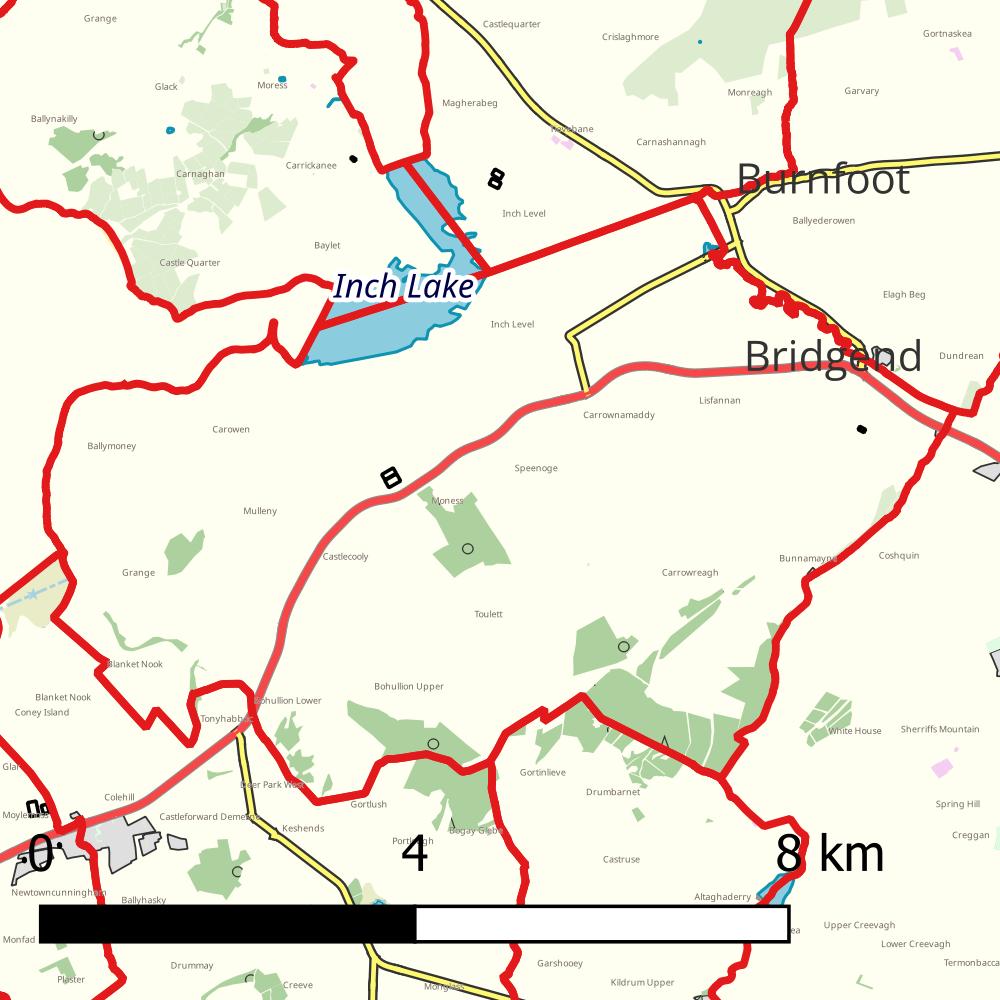 Grange
Castlequarter
Crislaghmore
Gortnaskea
Glack
Moress
Monreagh
Garvary
Magherabeg
Ballynakilly
Carnashannagh
Carrickanee
Carnaghan
Burnfoot
Inch Level
Ballyederowen
Baylet
Castle Quarter
Inch Lake
Elagh Beg
Inch Level
Bridgend
Dundrean
Lisfannan
Carrownamaddy
Carowen
Ballymoney
Speenoge
Moness
Mulleny
Castlecooly
Bunnamayne
Coshquin
Grange
Carrowreagh
Toulett
Blanket Nook
Bohullion Upper
Blanket Nook
Bohullion Lower
Coney Island
Tonyhabboc
White House
Sherriffs Mountain
Gortinlieve
Deer Park West
Drumbarnet
Colehill
Gortlush
Spring Hill
Castleforward Demesne
Keshends
Bogay Glebe
Creggan
Portlough
0
4
8 km
Castruse
Newtowncunningham
Ballyhasky
Altaghaderry
Upper Creevagh
Monfad
Lower Creevagh
Drummay
Garshooey
Termonbacca
Plaster
Creeve
Monglass
Kildrum Upper